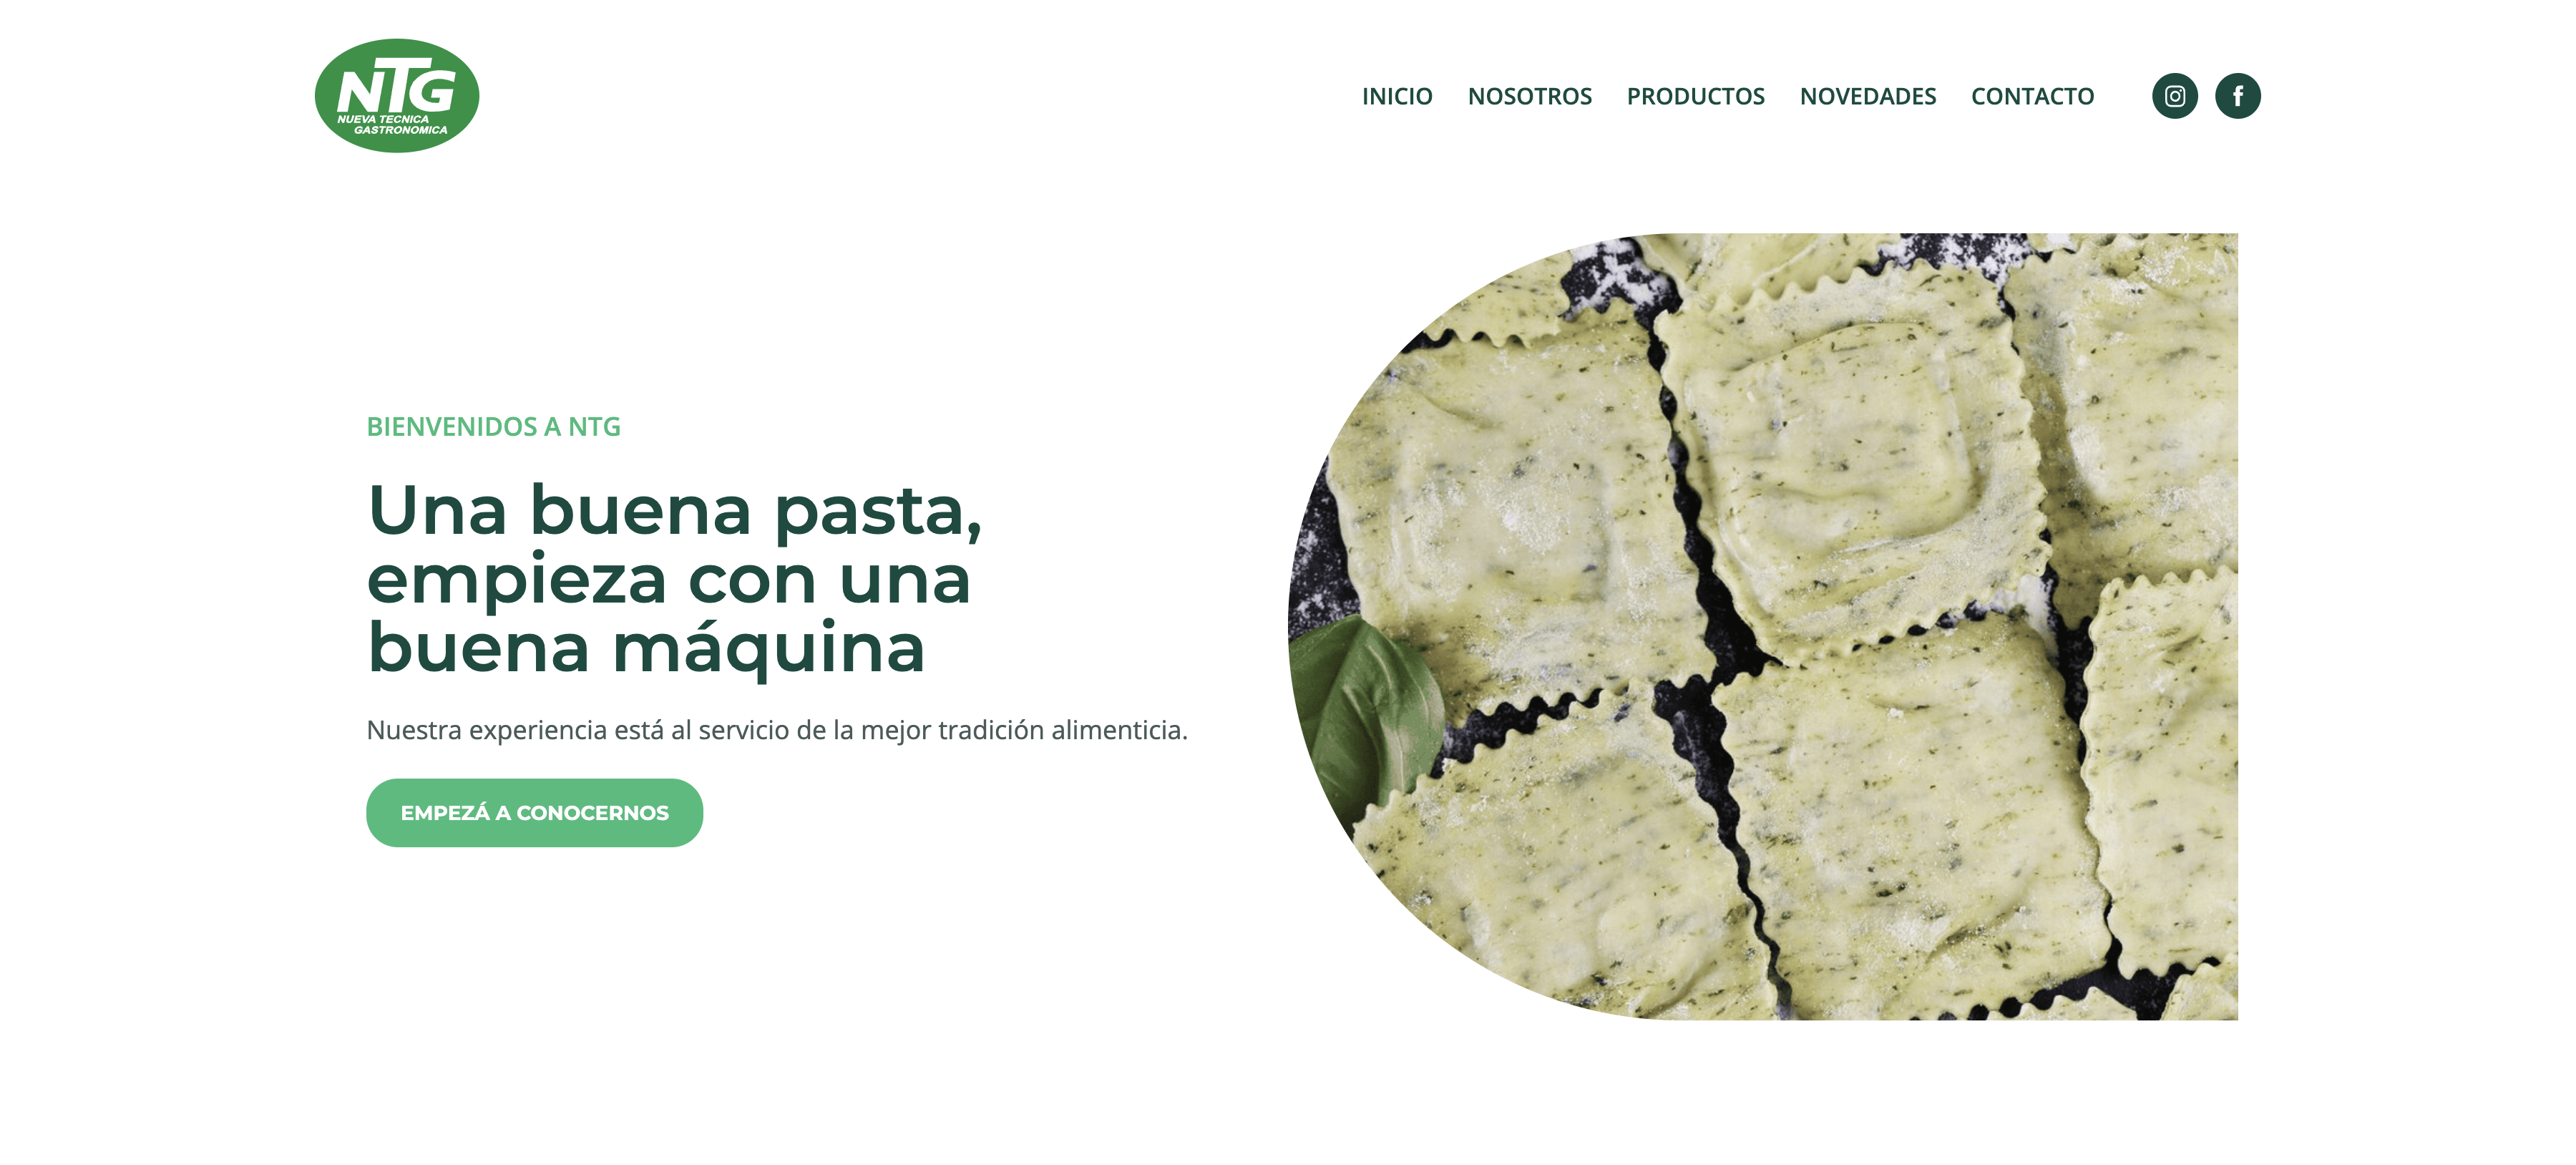 NTG
NUEVA TECNICA
GASTRONOMICA
INICIO NOSOTROS PRODUCTOS NOVEDADES CONTACTO
BIENVENIDOS A NTG
Una buena pasta,
empieza con una
buena máquina
Nuestra experiencia está al servicio de la mejor tradición alimenticia.
EMPEZÁ A CONOCERNOS